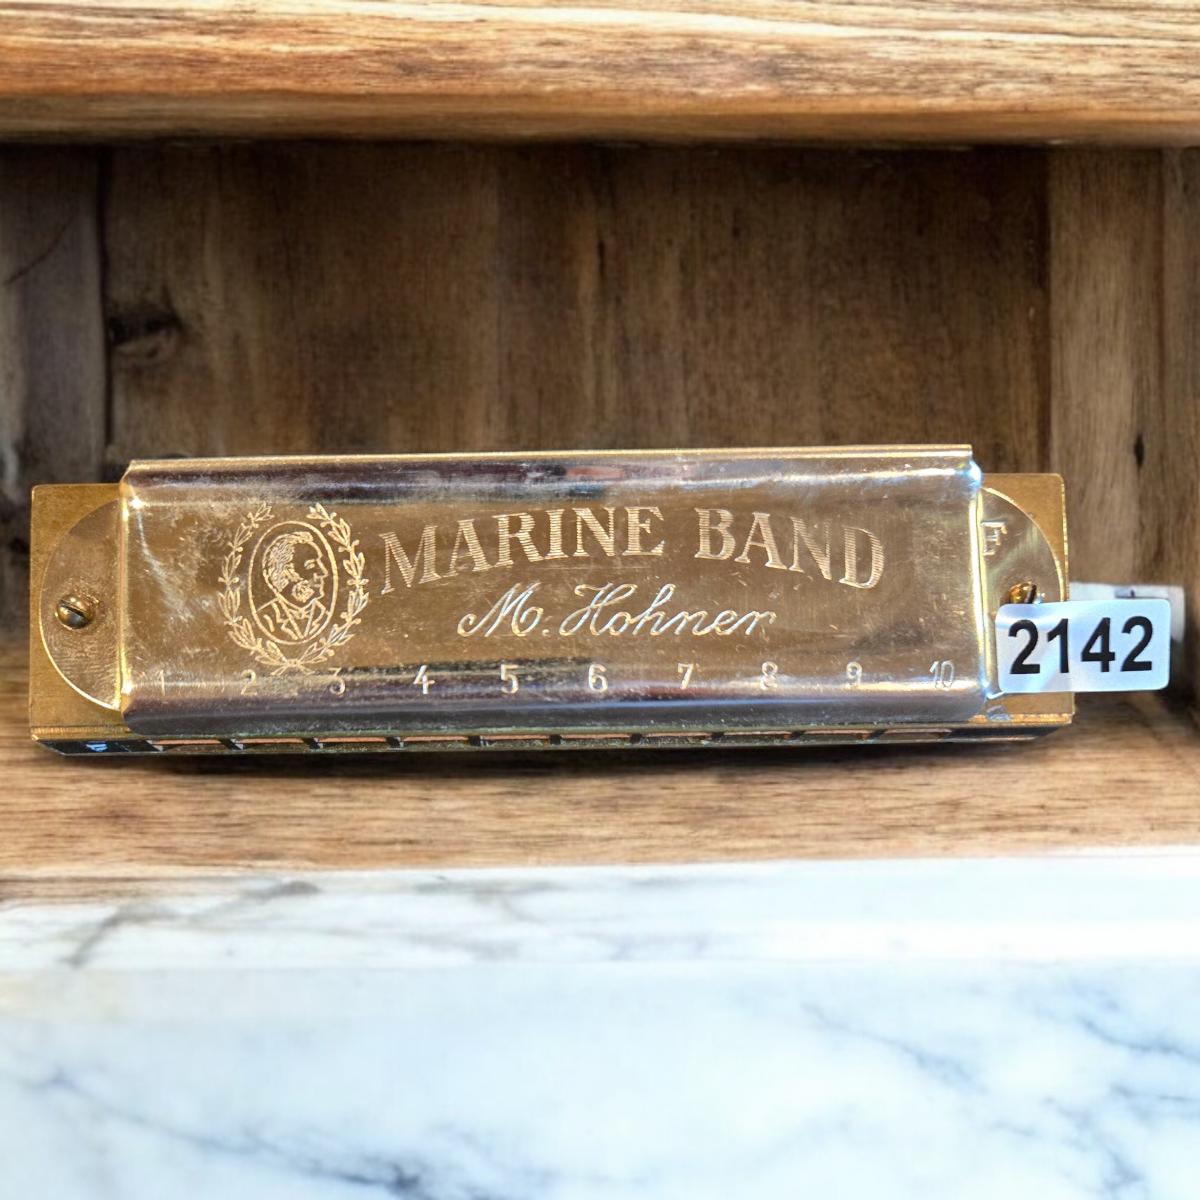 MARINE BAND
M. Hohner
F
1 2 3 4 5 6 7 8 9 10
2142